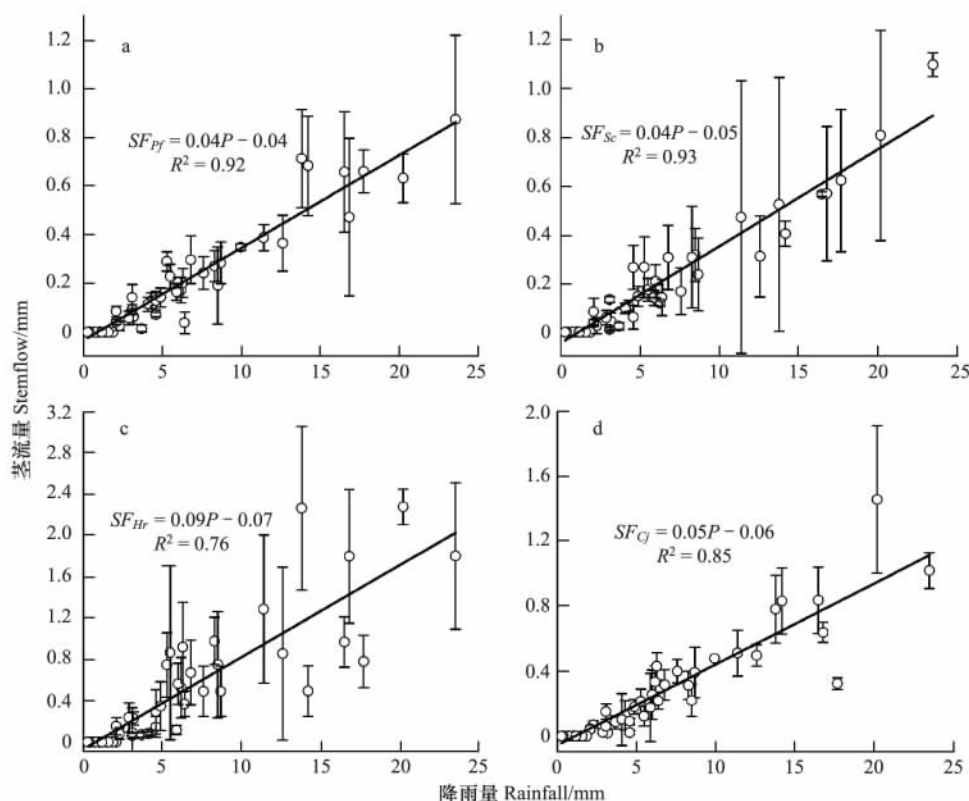 茎流量 Stemflow/mm
a
SF_Pf = 0.04P − 0.04
R² = 0.92
1.2
1.0
0.8
0.6
0.4
0.2
0
0 5 10 15 20 25
b
SF_Sc = 0.04P − 0.05
R² = 0.93
1.2
1.0
0.8
0.6
0.4
0.2
0
0 5 10 15 20 25
c
SF_Hr = 0.09P − 0.07
R² = 0.76
3.2
2.8
2.4
2.0
1.6
1.2
0.8
0.4
0
0 5 10 15 20 25
d
SF_Cj = 0.05P − 0.06
R² = 0.85
2.0
1.6
1.2
0.8
0.4
0
0 5 10 15 20 25
降雨量 Rainfall/mm